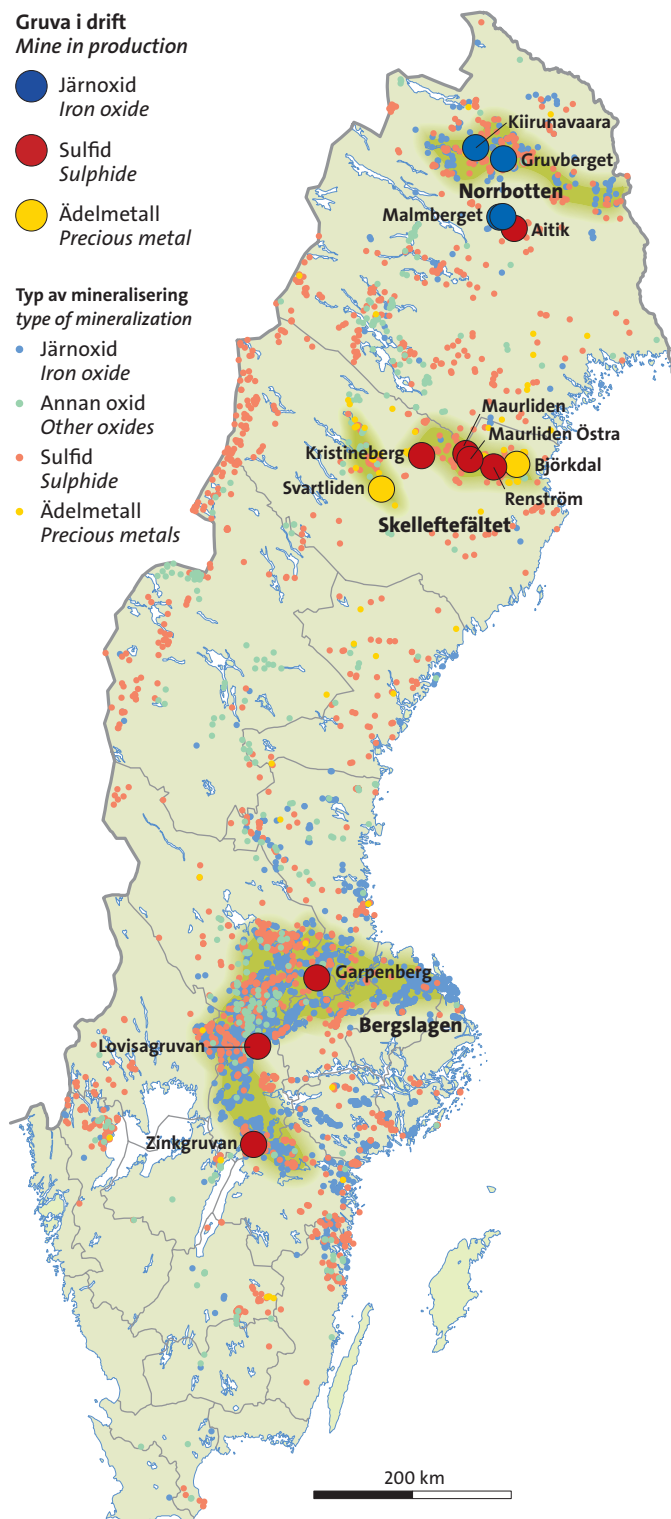 Gruva i drift
Mine in production
Järnoxid
Iron oxide
Sulfid
Sulphide
Ädelmetall
Precious metal
Typ av mineralisering
type of mineralization
Järnoxid
Iron oxide
Annan oxid
Other oxides
Sulfid
Sulphide
Ädelmetall
Precious metals
Kiirunavaara
Gruvberget
Norrbotten
Malmberget
Aitik
Maurliden
Maurliden Östra
Kristineberg
Björkdal
Svartliden
Renström
Skelleftefältet
Garpenberg
Bergslagen
Lovisagruvan
Zinkgruvan
200 km